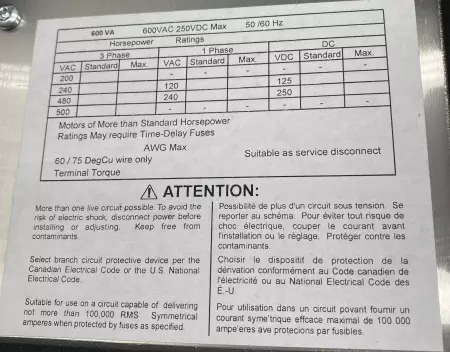 600 VA 600VAC 250VDC Max 50 /60 Hz
Horsepower Ratings
3 Phase 1 Phase DC
VAC Standard Max. VAC Standard Max. VDC Standard Max.
200 - - - - -
240 120 125
480 240 250
500 - - - - -
Motors of More than Standard Horsepower
Ratings May require Time-Delay Fuses
AWG Max
60 / 75 DegCu wire only Suitable as service disconnect
Terminal Torque
⚠ ATTENTION:
More than one live circuit possible. To avoid the
risk of electric shock, disconnect power before
installing or adjusting. Keep free from
contaminants.
Select branch circuit protective device per the
Canadian Electrical Code or the U.S. National
Electrical Code.
Suitable for use on a circuit capable of delivering
not more than 100,000 RMS Symmetrical
amperes when protected by fuses as specified.
Possibilité de plus d'un circuit sous tension. Se
reporter au schéma. Pour éviter tout risque de
choc électrique, couper le courant avant
l'installation ou le réglage. Protéger contre les
contaminants.
Choisir le dispositif de protection de la
dérivation conformément au Code canadien de
l'électricité ou au National Electrical Code des
É.-U.
Pour utilisation dans un circuit povant fournir un
courant syme'trique effcace maximal de 100 000
ampe'eres ave protecions par fusibles.